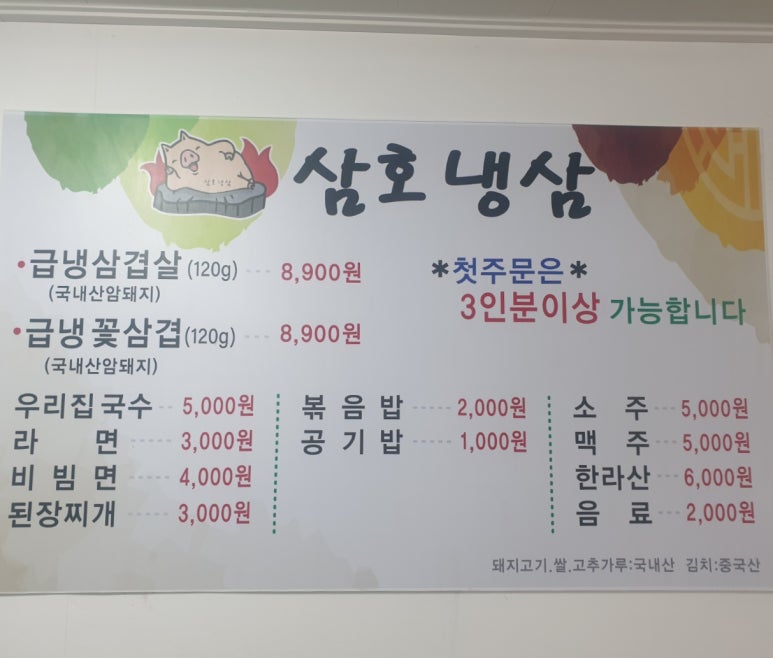 삼호냉삼
삼호 냉삼
•급냉삼겹살(120g) ---- 8,900원
(국내산암돼지)
•급냉 꽃삼겹(120g) ---- 8,900원
(국내산암돼지)
*첫주문은*
3인분이상 가능합니다
우리집국수 -- 5,000원
라 면 ---- 3,000원
비 빔 면 ---- 4,000원
된장찌개 ----- 3,000원
볶 음 밥 ----- 2,000원
공 기 밥 ----- 1,000원
소 주 --- 5,000원
맥 주 --- 5,000원
한라산 --- 6,000원
음 료 --- 2,000원
돼지고기.쌀.고추가루:국내산 김치:중국산